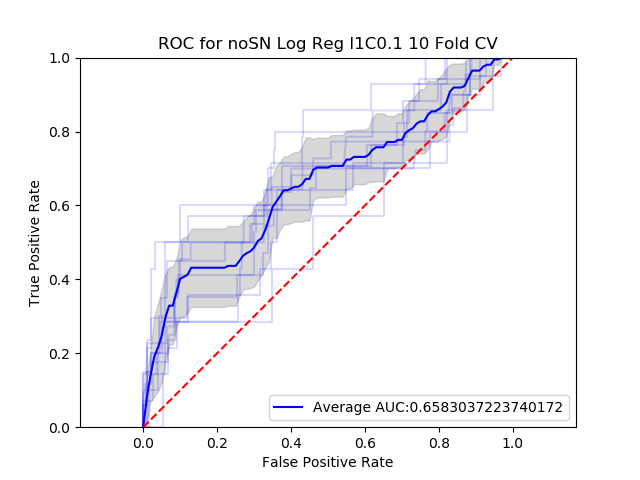 ROC for noSN Log Reg l1C0.1 10 Fold CV
True Positive Rate
1.0
0.8
0.6
0.4
0.2
0.0
Average AUC:0.6583037223740172
0.0 0.2 0.4 0.6 0.8 1.0
False Positive Rate